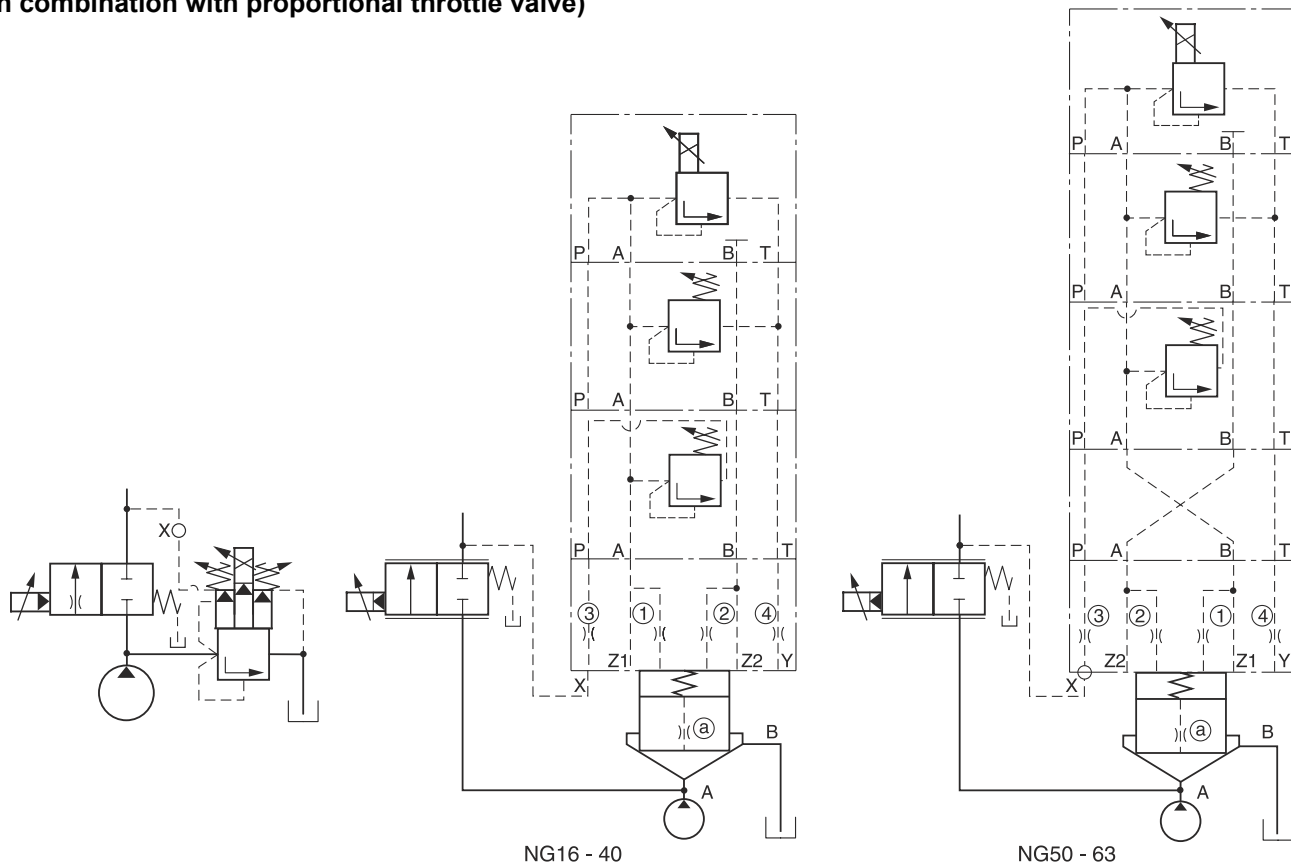 n combination with proportional throttle valve)
P A B T
P A B T
P A B T
P A B T
P A B T
P A B T
P A B T
X
3 1 2 4
Z1 Z2 Y
X
a
B
A
NG16 - 40
3 2 1 4
Z2 Z1 Y
X
a
B
A
NG50 - 63